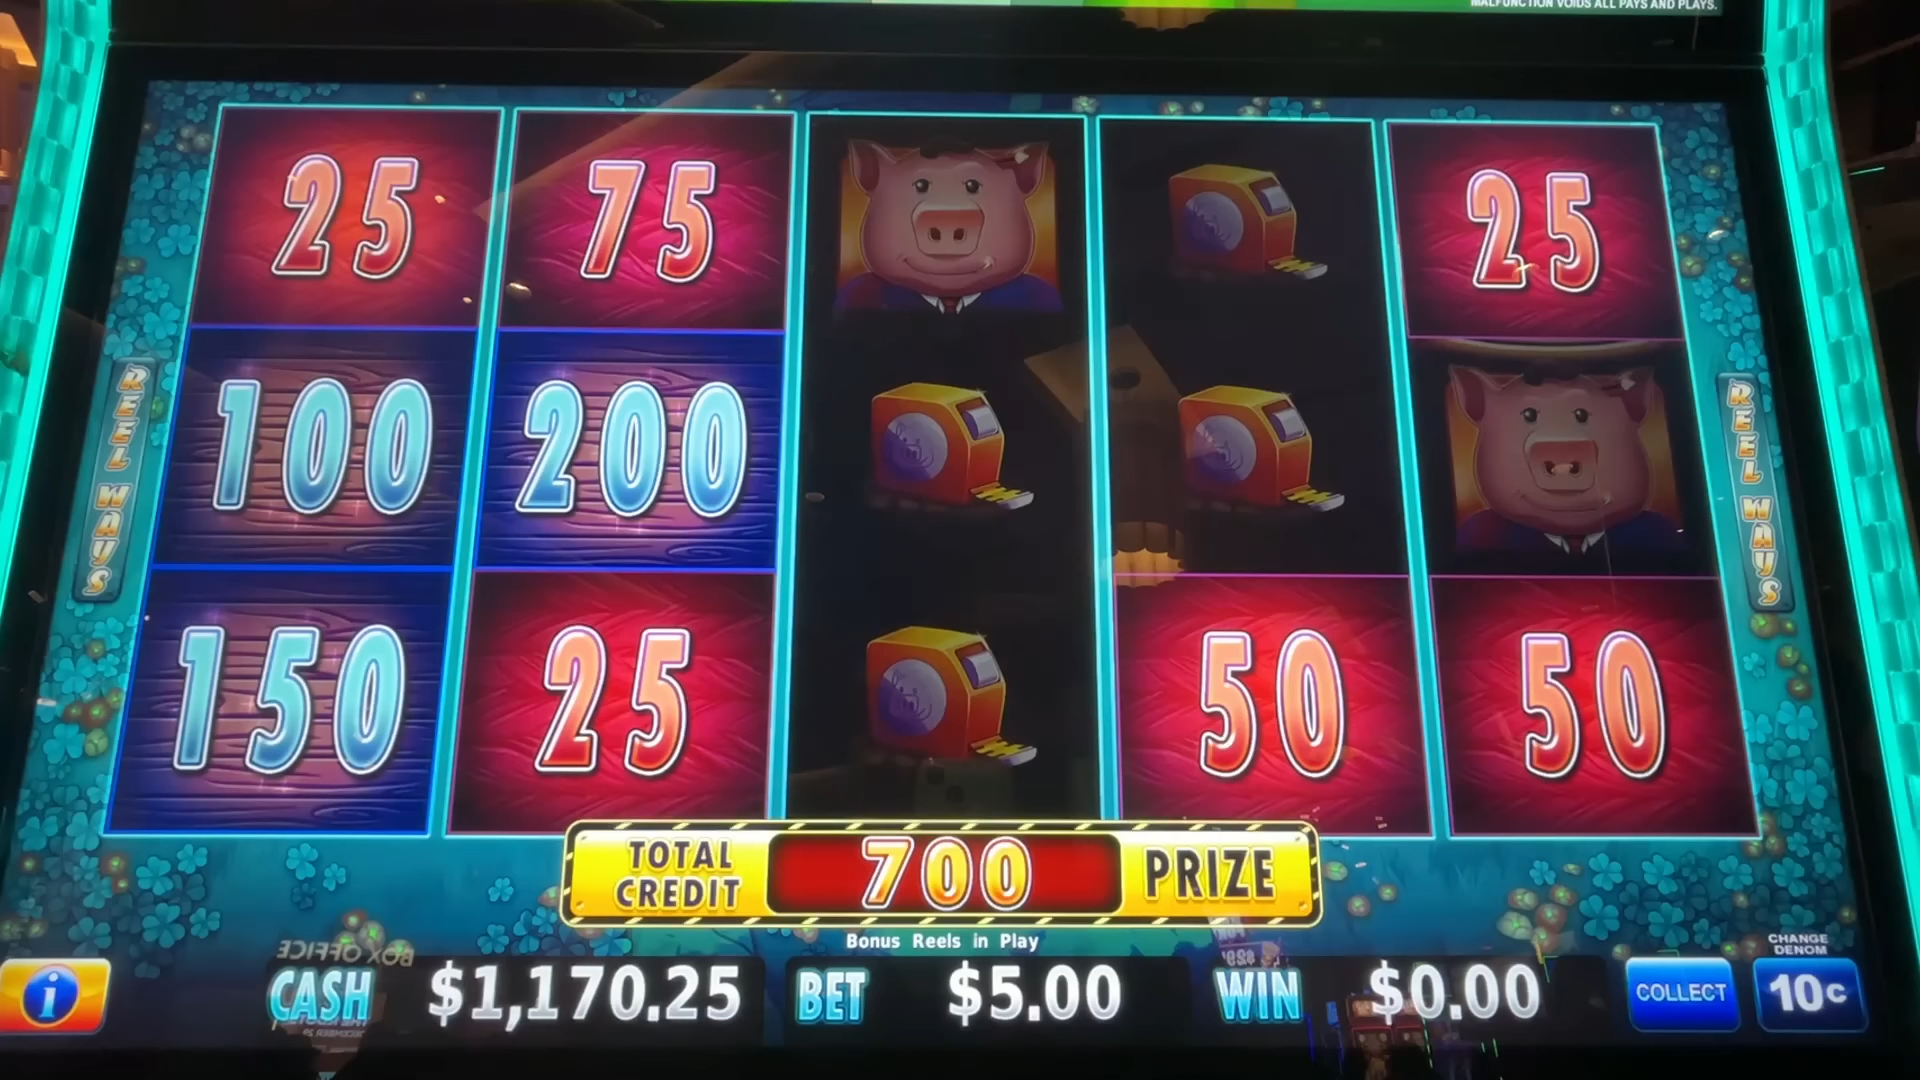 MALFUNCTION VOIDS ALL PAYS AND PLAYS.
25 75 25
100 200
150 25 50 50
REEL WAYS
REEL WAYS
TOTAL CREDIT 700 PRIZE
Bonus Reels in Play
BOX OFFICE
CHANGE DENOM
CASH $1,170.25 BET $5.00 WIN $0.00 COLLECT 10¢
i